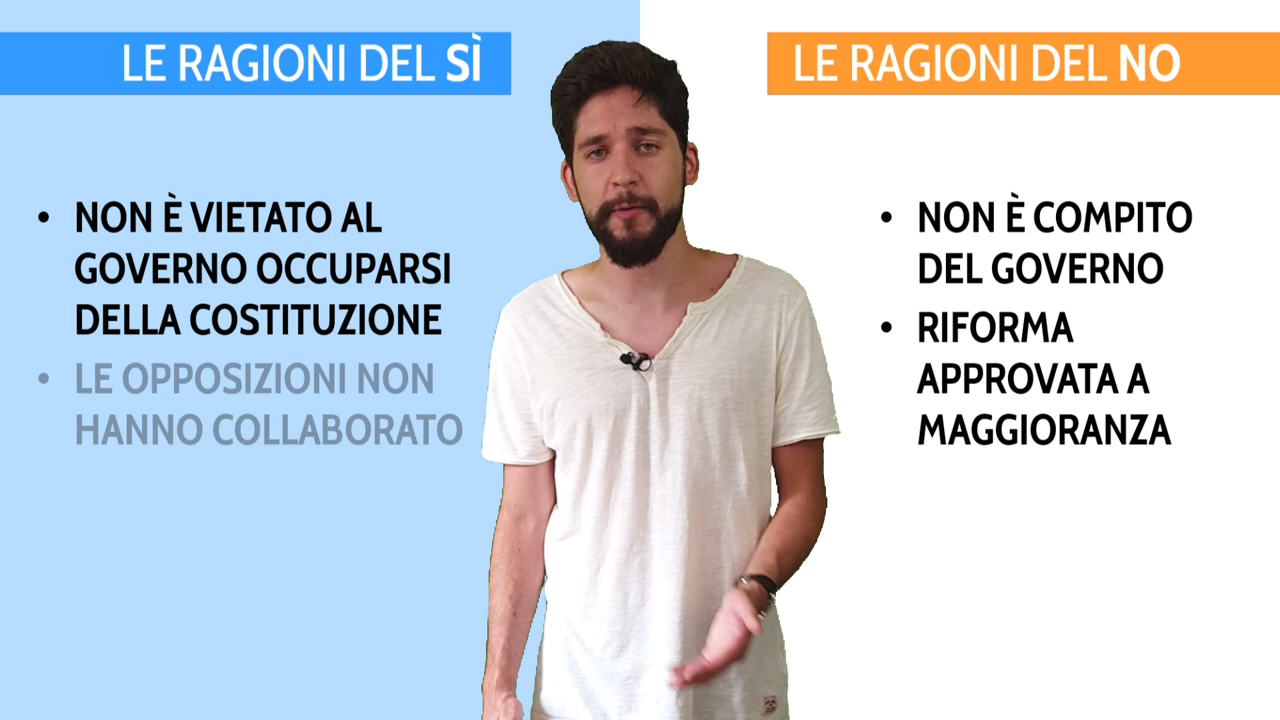 LE RAGIONI DEL SÌ
• NON È VIETATO AL
GOVERNO OCCUPARSI
DELLA COSTITUZIONE
• LE OPPOSIZIONI NON
HANNO COLLABORATO
LE RAGIONI DEL NO
• NON È COMPITO
DEL GOVERNO
• RIFORMA
APPROVATA A
MAGGIORANZA